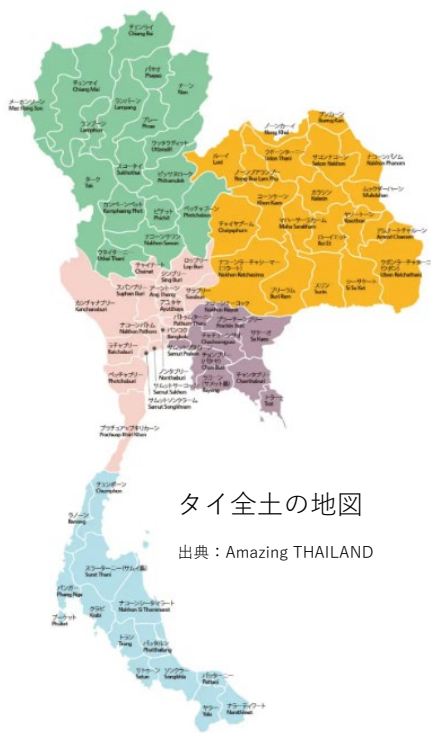 チェンライ
Chiang Rai
チェンマイ
Chiang Mai
パヤオ
Phayao
ナーン
Nan
メーホンソーン
Mae Hong Son
ランパーン
Lampang
ランプーン
Lamphun
プレー
Phrae
ウッタラディット
Uttaradit
スコータイ
Sukhothai
ターク
Tak
ピッサヌローク
Phitsanulok
カンペーンペット
Kamphaeng Phet
ピチット
Phichit
ペッチャブーン
Phetchabun
ナコーンサワン
Nakhon Sawan
ウタイターニー
Uthai Thani
ノーンカーイ
Nong Khai
ルーイ
Loei
ウドーンターニー
Udon Thani
サコンナコーン
Sakon Nakhon
ナコーンパノム
Nakhon Phanom
コーンケーン
Khon Kaen
カラシン
Kalasin
ムックダーハーン
Mukdahan
チャイヤプーム
Chaiyaphum
マハーサーラカーム
Maha Sarakham
ローイエット
Roi Et
ヤソートーン
Yasothon
アムナートチャルーン
Amnat Charoen
ナコーンラーチャシーマー
(コラート)
Nakhon Ratchasima
ブリーラム
Buri Ram
スリン
Surin
シーサケート
Si Sa Ket
ウボンラーチャターニー
(ウボン)
Ubon Ratchathani
チャイナート
Chainat
ロッブリー
Lop Buri
シンブリー
Sing Buri
スパンブリー
Suphan Buri
アーントーン
Ang Thong
サラブリー
Saraburi
アユタヤ
Ayutthaya
カンチャナブリー
Kanchanaburi
ナコーンパトム
Nakhon Pathom
パトゥムターニー
Pathum Thani
バンコク
Bangkok
ラチャブリー
Ratchaburi
Samut Prakan
ノンタブリー
Nonthaburi
ペッチャブリー
Phetchaburi
サムットサーコーン
Samut Sakhon
サムットソンクラーム
Samut Songkhram
プラチュアップキリカーン
Prachuap Khiri Khan
Nakhon Nayok
Prachin Buri
サケーオ
Sa Kaeo
Chachoengsao
チョンブリ
(パタヤ)
Chon Buri
ラヨーン
(サメット島)
Rayong
チャンタブリー
Chanthaburi
トラート
Trat
チュンポーン
Chumphon
ラノーン
Ranong
スラーターニー(サムイ島)
Surat Thani
パンガー
Phang Nga
クラビ
Krabi
ナコーンシータマラート
Nakhon Si Thammarat
プーケット
Phuket
トラン
Trang
パッタルン
Phatthalung
サトゥーン
Satun
ソンクラー
Songkhla
パッターニー
Pattani
ヤラー
Yala
ナラーティワート
Narathiwat
タイ全土の地図
出典：Amazing THAILAND